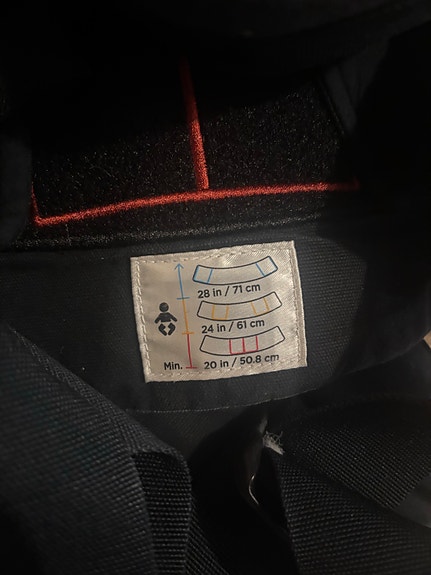 28 in / 71 cm
24 in / 61 cm
Min. 20 in / 50.8 cm